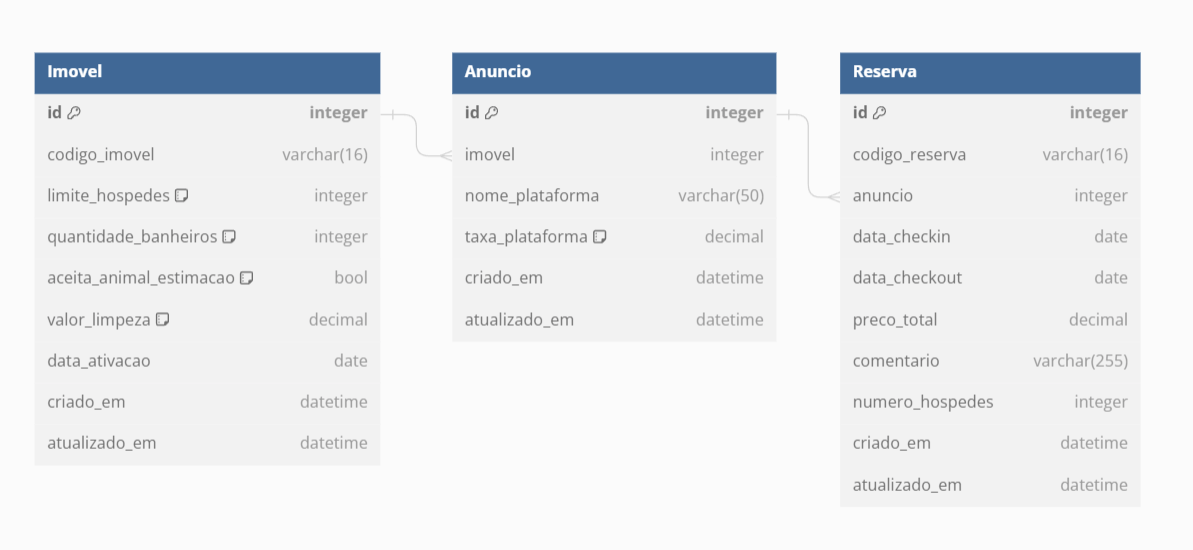 Imovel
id integer
codigo_imovel varchar(16)
limite_hospedes integer
quantidade_banheiros integer
aceita_animal_estimacao bool
valor_limpeza decimal
data_ativacao date
criado_em datetime
atualizado_em datetime
Anuncio
id integer
imovel integer
nome_plataforma varchar(50)
taxa_plataforma decimal
criado_em datetime
atualizado_em datetime
Reserva
id integer
codigo_reserva varchar(16)
anuncio integer
data_checkin date
data_checkout date
preco_total decimal
comentario varchar(255)
numero_hospedes integer
criado_em datetime
atualizado_em datetime